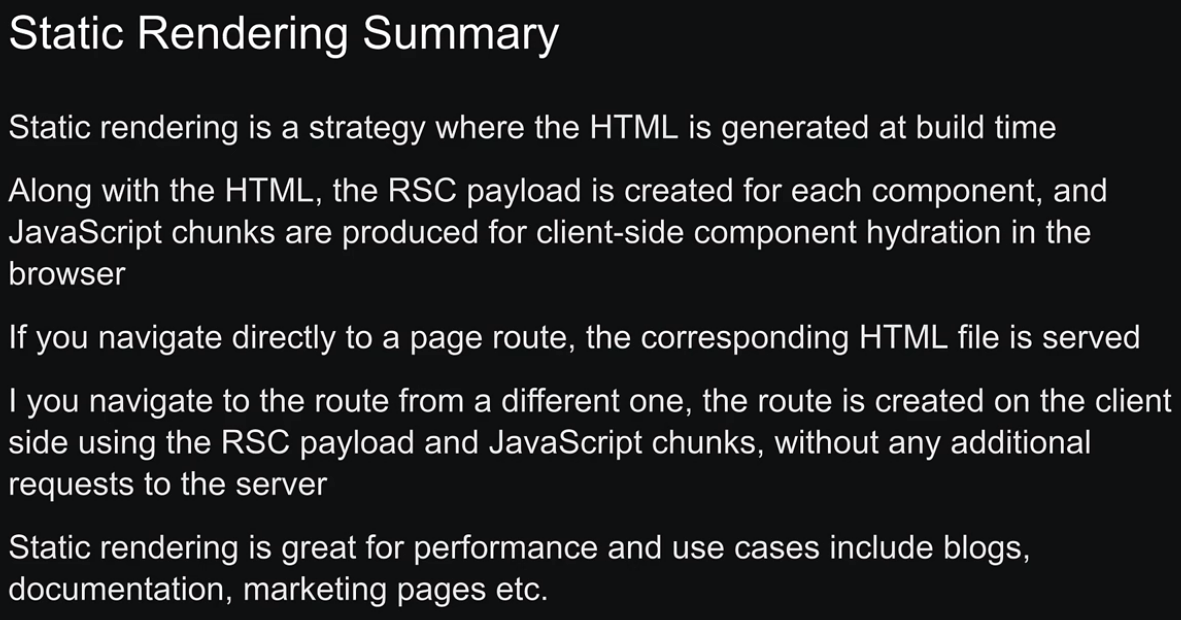 Static Rendering Summary
Static rendering is a strategy where the HTML is generated at build time
Along with the HTML, the RSC payload is created for each component, and
JavaScript chunks are produced for client-side component hydration in the
browser
If you navigate directly to a page route, the corresponding HTML file is served
I you navigate to the route from a different one, the route is created on the client
side using the RSC payload and JavaScript chunks, without any additional
requests to the server
Static rendering is great for performance and use cases include blogs,
documentation, marketing pages etc.